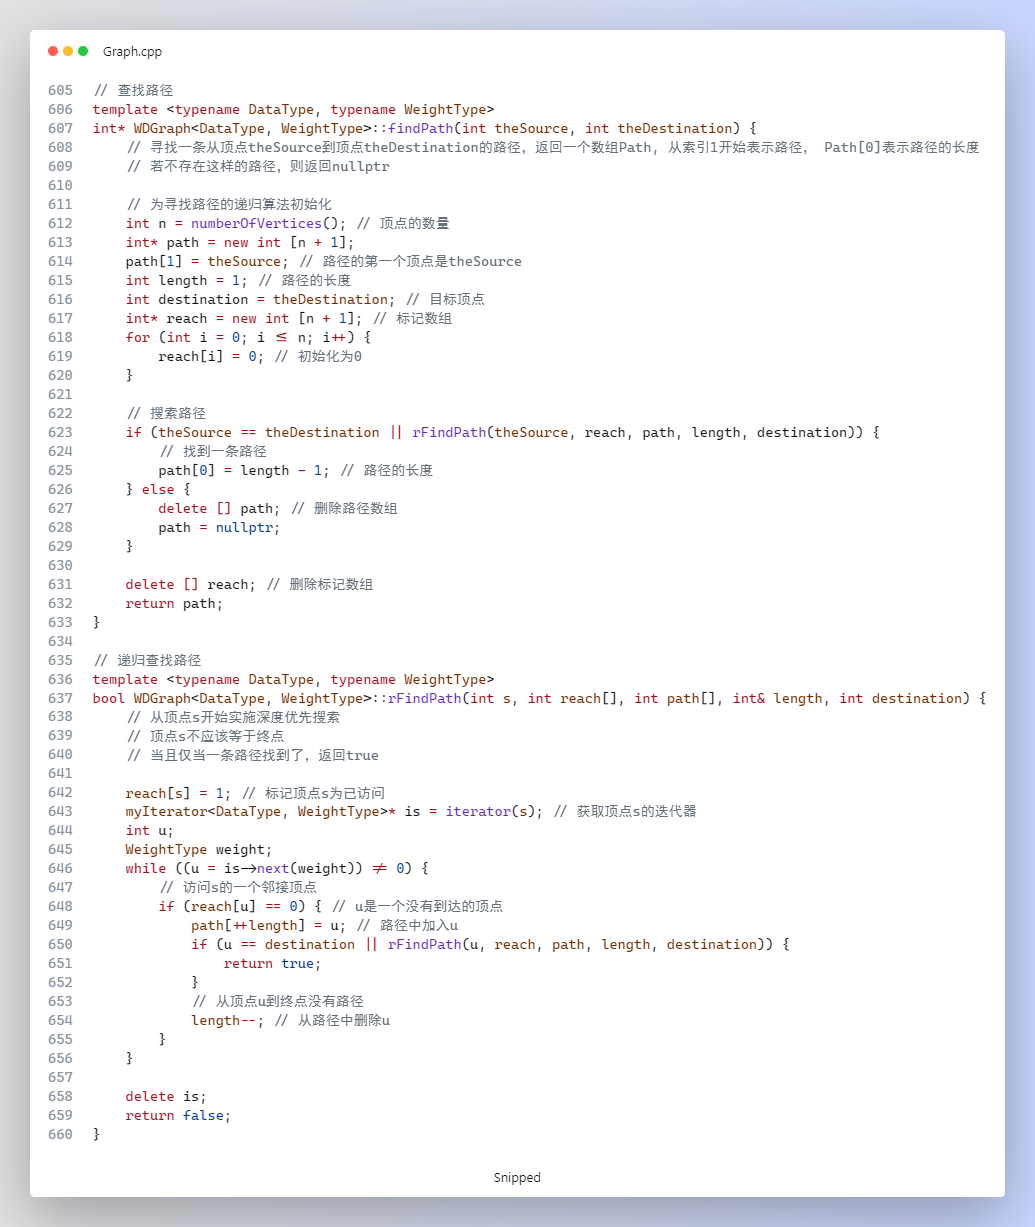 Graph.cpp
605 // 查找路径
606 template <typename DataType, typename WeightType>
607 int* WDGraph<DataType, WeightType>::findPath(int theSource, int theDestination) {
608     // 寻找一条从顶点theSource到顶点theDestination的路径，返回一个数组Path, 从索引1开始表示路径， Path[0]表示路径的长度
609     // 若不存在这样的路径，则返回nullptr
610
611     // 为寻找路径的递归算法初始化
612     int n = numberOfVertices(); // 顶点的数量
613     int* path = new int [n + 1];
614     path[1] = theSource; // 路径的第一个顶点是theSource
615     int length = 1; // 路径的长度
616     int destination = theDestination; // 目标顶点
617     int* reach = new int [n + 1]; // 标记数组
618     for (int i = 0; i <= n; i++) {
619         reach[i] = 0; // 初始化为0
620     }
621
622     // 搜索路径
623     if (theSource == theDestination || rFindPath(theSource, reach, path, length, destination)) {
624         // 找到一条路径
625         path[0] = length - 1; // 路径的长度
626     } else {
627         delete [] path; // 删除路径数组
628         path = nullptr;
629     }
630
631     delete [] reach; // 删除标记数组
632     return path;
633 }
634
635 // 递归查找路径
636 template <typename DataType, typename WeightType>
637 bool WDGraph<DataType, WeightType>::rFindPath(int s, int reach[], int path[], int& length, int destination) {
638     // 从顶点s开始实施深度优先搜索
639     // 顶点s不应该等于终点
640     // 当且仅当一条路径找到了，返回true
641
642     reach[s] = 1; // 标记顶点s为已访问
643     myIterator<DataType, WeightType>* is = iterator(s); // 获取顶点s的迭代器
644     int u;
645     WeightType weight;
646     while ((u = is->next(weight)) != 0) {
647         // 访问s的一个邻接顶点
648         if (reach[u] == 0) { // u是一个没有到达的顶点
649             path[++length] = u; // 路径中加入u
650             if (u == destination || rFindPath(u, reach, path, length, destination)) {
651                 return true;
652             }
653             // 从顶点u到终点没有路径
654             length--; // 从路径中删除u
655         }
656     }
657
658     delete is;
659     return false;
660 }
Snipped